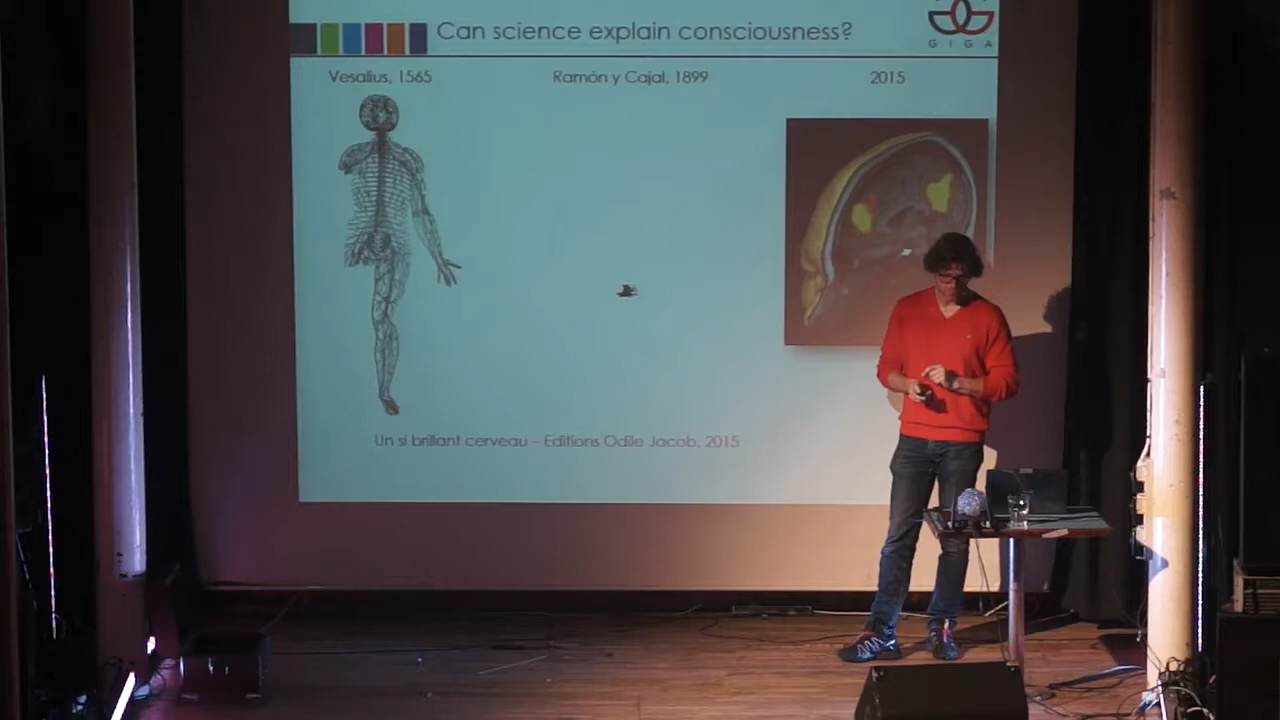 Can science explain consciousness?
GIGA
Vesalius, 1565
Ramón y Cajal, 1899
2015
Un si brillant cerveau – Editions Odile Jacob, 2015